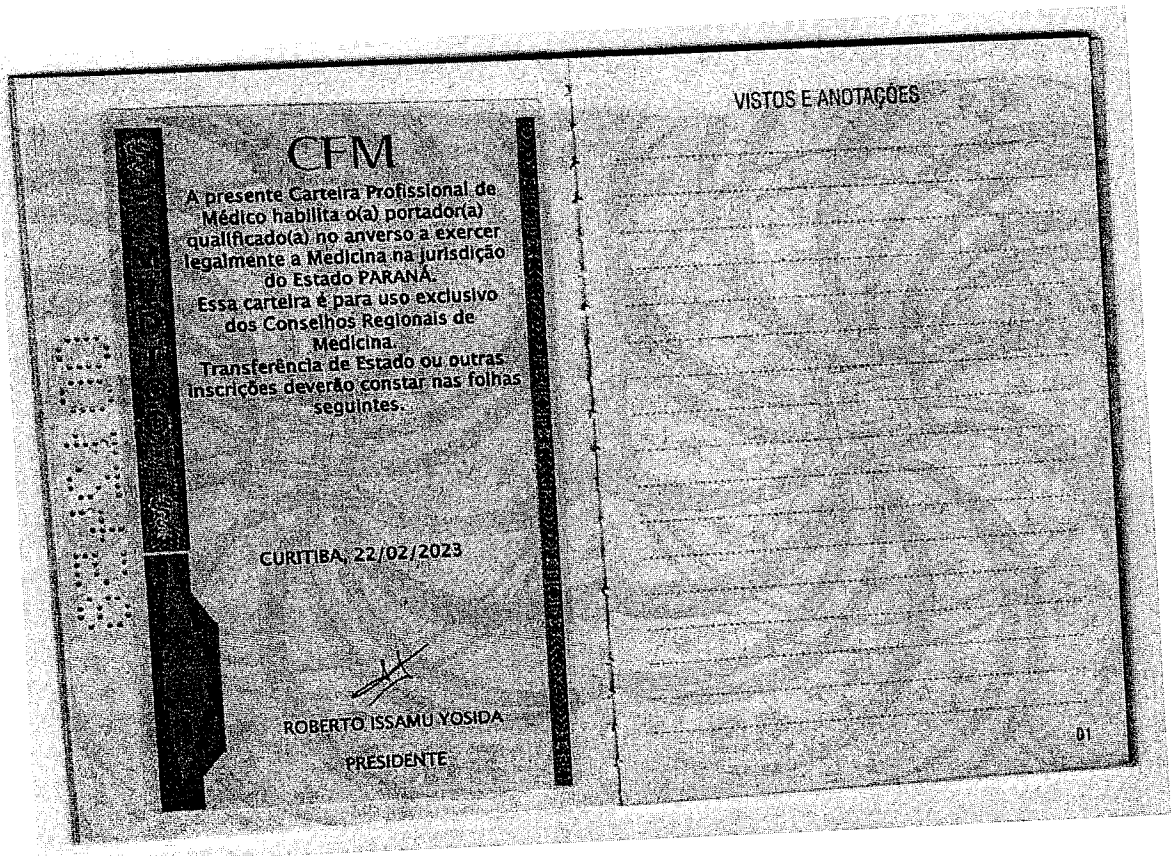 CFM
A presente Carteira Profissional de
Médico habilita o(a) portador(a)
qualificado(a) no anverso a exercer
legalmente a Medicina na jurisdição
do Estado PARANÁ.
Essa carteira é para uso exclusivo
dos Conselhos Regionais de
Medicina.
Transferência de Estado ou outras
inscrições deverão constar nas folhas
seguintes.
CURITIBA, 22/02/2023
ROBERTO ISSAMU YOSIDA
PRESIDENTE
VISTOS E ANOTAÇÕES
01